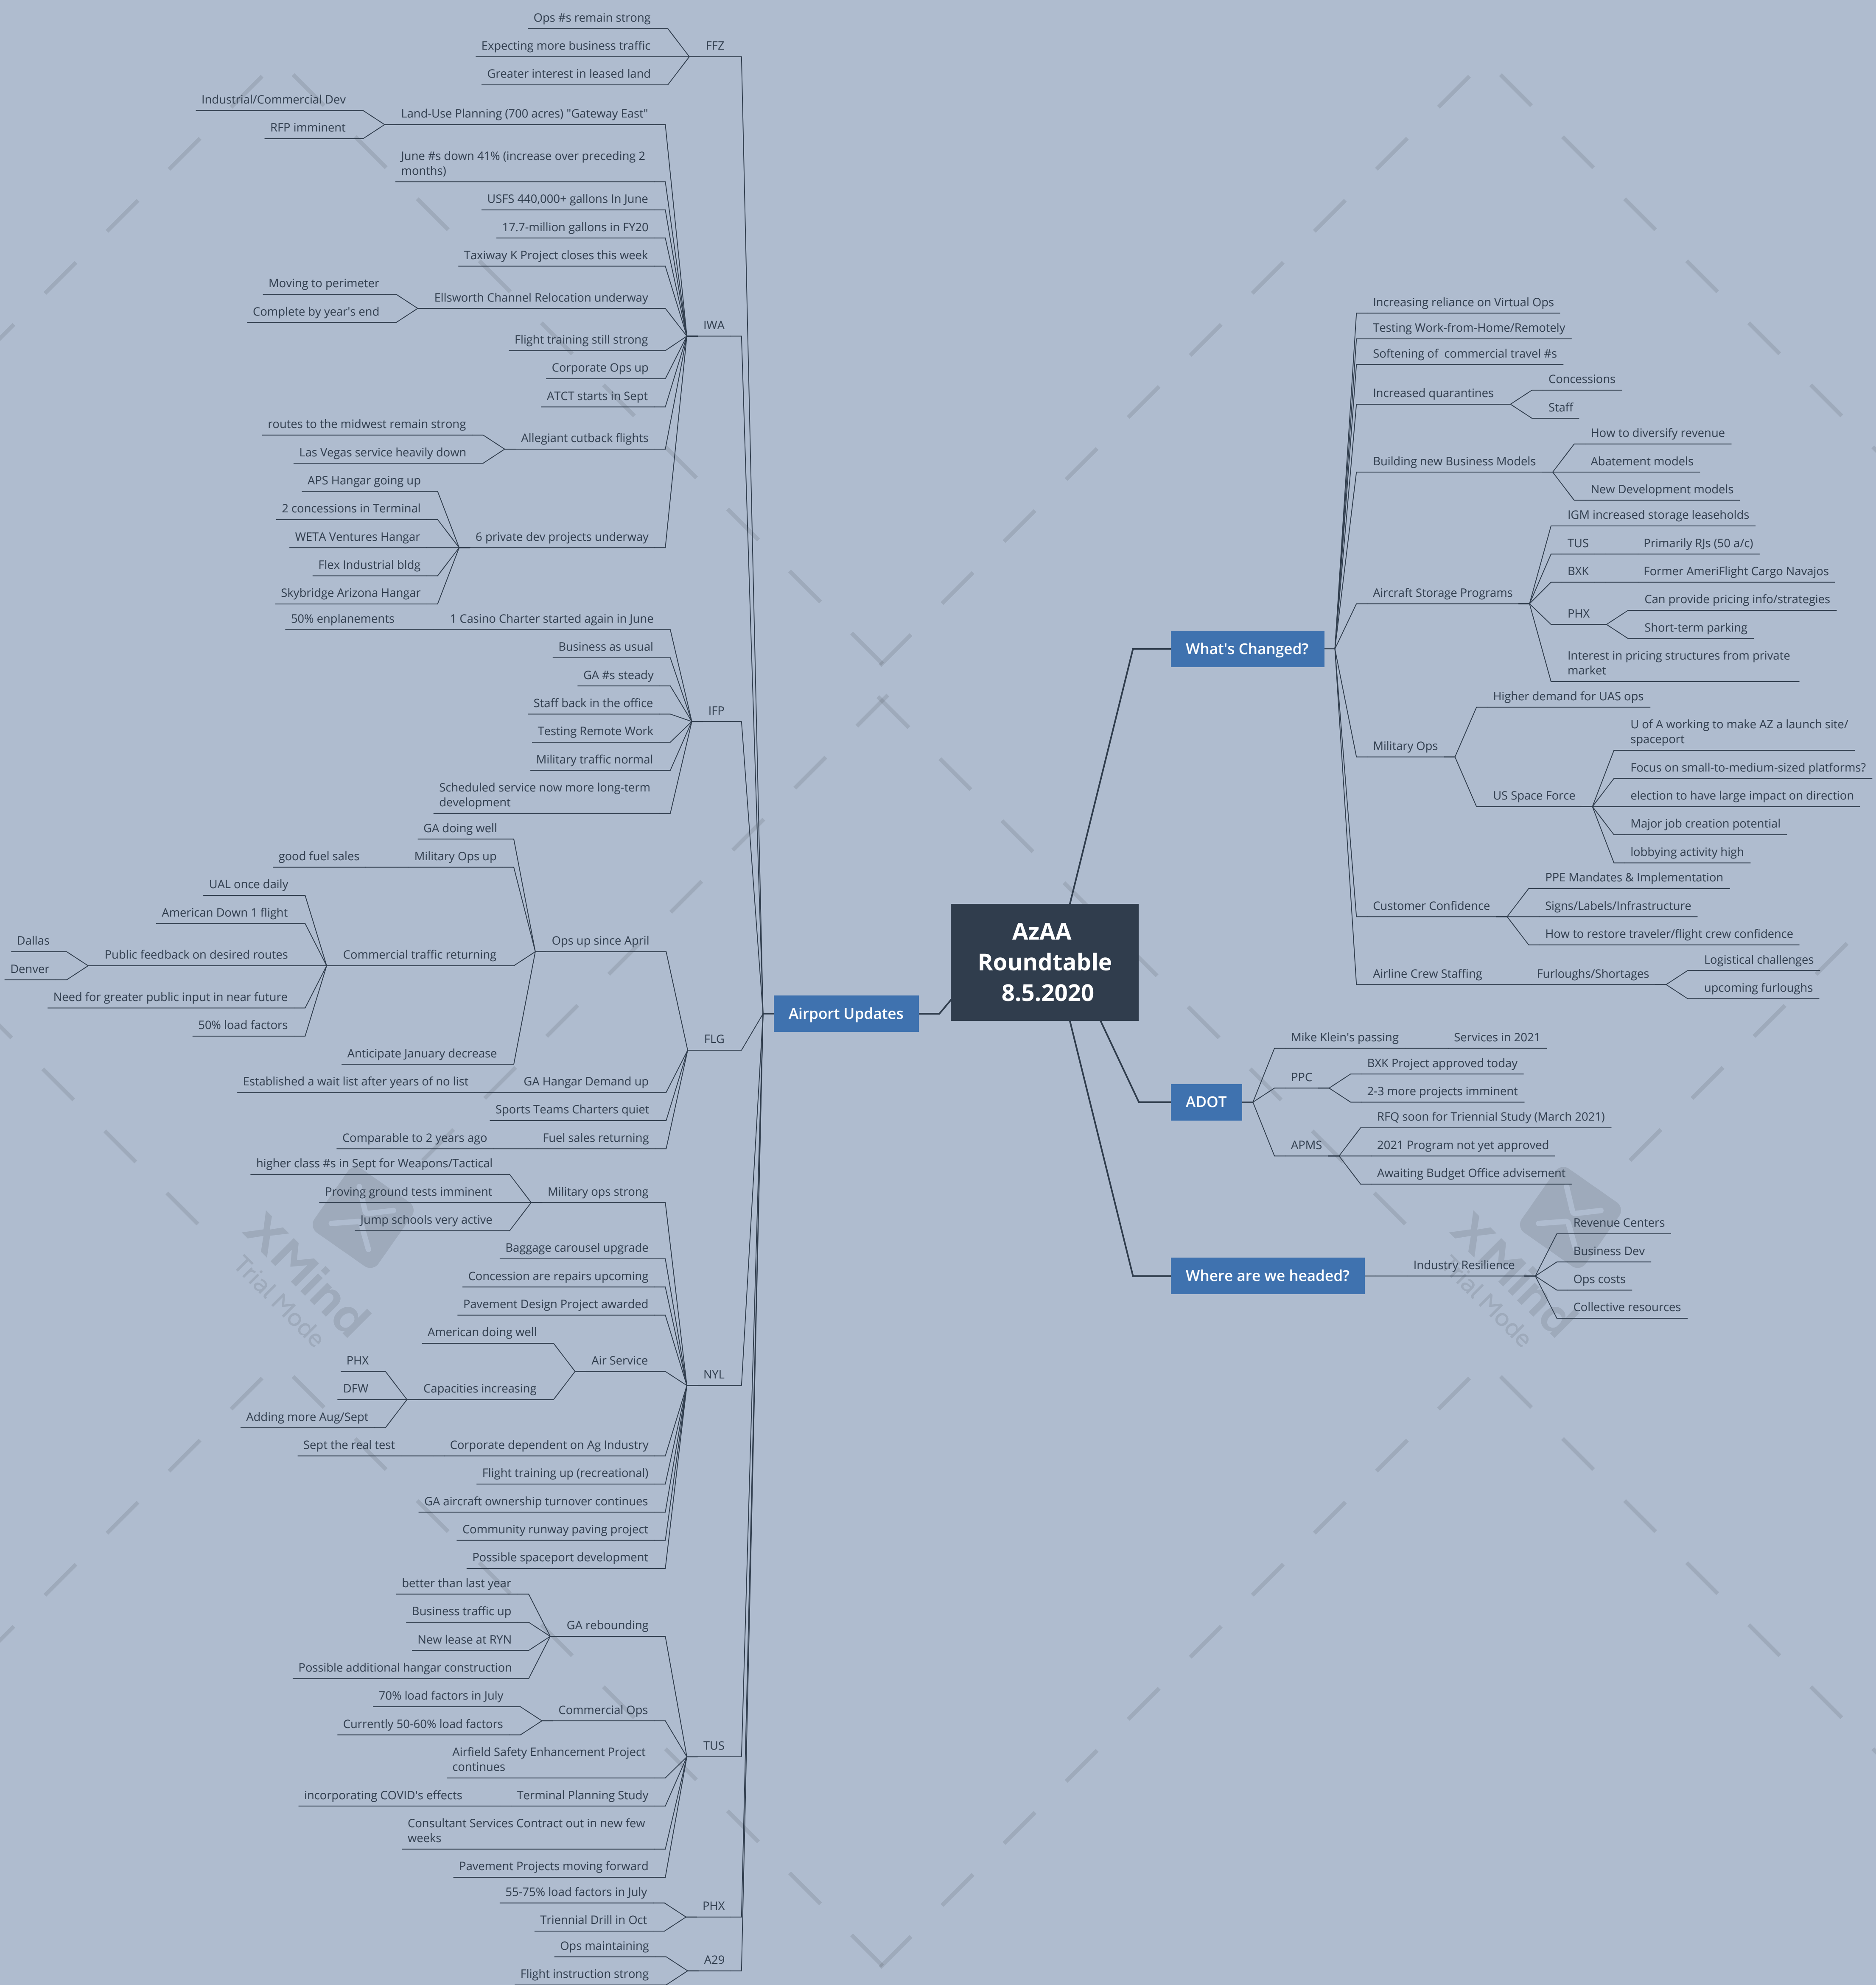 AzAA
Roundtable
8.5.2020
Airport Updates
FFZ
Ops #s remain strong
Expecting more business traffic
Greater interest in leased land
IWA
Land-Use Planning (700 acres) "Gateway East"
Industrial/Commercial Dev
RFP imminent
June #s down 41% (increase over preceding 2
months)
USFS 440,000+ gallons In June
17.7-million gallons in FY20
Taxiway K Project closes this week
Ellsworth Channel Relocation underway
Moving to perimeter
Complete by year's end
Flight training still strong
Corporate Ops up
ATCT starts in Sept
Allegiant cutback flights
routes to the midwest remain strong
Las Vegas service heavily down
6 private dev projects underway
APS Hangar going up
2 concessions in Terminal
WETA Ventures Hangar
Flex Industrial bldg
Skybridge Arizona Hangar
IFP
1 Casino Charter started again in June
50% enplanements
Business as usual
GA #s steady
Staff back in the office
Testing Remote Work
Military traffic normal
Scheduled service now more long-term
development
FLG
Ops up since April
GA doing well
Military Ops up
good fuel sales
Commercial traffic returning
UAL once daily
American Down 1 flight
Public feedback on desired routes
Dallas
Denver
Need for greater public input in near future
50% load factors
Anticipate January decrease
GA Hangar Demand up
Established a wait list after years of no list
Sports Teams Charters quiet
Fuel sales returning
Comparable to 2 years ago
NYL
Military ops strong
higher class #s in Sept for Weapons/Tactical
Proving ground tests imminent
Jump schools very active
Baggage carousel upgrade
Concession are repairs upcoming
Pavement Design Project awarded
Air Service
American doing well
Capacities increasing
PHX
DFW
Adding more Aug/Sept
Corporate dependent on Ag Industry
Sept the real test
Flight training up (recreational)
GA aircraft ownership turnover continues
Community runway paving project
Possible spaceport development
TUS
GA rebounding
better than last year
Business traffic up
New lease at RYN
Possible additional hangar construction
Commercial Ops
70% load factors in July
Currently 50-60% load factors
Airfield Safety Enhancement Project
continues
Terminal Planning Study
incorporating COVID's effects
Consultant Services Contract out in new few
weeks
Pavement Projects moving forward
PHX
55-75% load factors in July
Triennial Drill in Oct
A29
Ops maintaining
Flight instruction strong
What's Changed?
Increasing reliance on Virtual Ops
Testing Work-from-Home/Remotely
Softening of  commercial travel #s
Increased quarantines
Concessions
Staff
Building new Business Models
How to diversify revenue
Abatement models
New Development models
Aircraft Storage Programs
IGM increased storage leaseholds
TUS
Primarily RJs (50 a/c)
BXK
Former AmeriFlight Cargo Navajos
PHX
Can provide pricing info/strategies
Short-term parking
Interest in pricing structures from private
market
Military Ops
Higher demand for UAS ops
US Space Force
U of A working to make AZ a launch site/
spaceport
Focus on small-to-medium-sized platforms?
election to have large impact on direction
Major job creation potential
lobbying activity high
Customer Confidence
PPE Mandates & Implementation
Signs/Labels/Infrastructure
How to restore traveler/flight crew confidence
Airline Crew Staffing
Furloughs/Shortages
Logistical challenges
upcoming furloughs
ADOT
Mike Klein's passing
Services in 2021
PPC
BXK Project approved today
2-3 more projects imminent
APMS
RFQ soon for Triennial Study (March 2021)
2021 Program not yet approved
Awaiting Budget Office advisement
Where are we headed?
Industry Resilience
Revenue Centers
Business Dev
Ops costs
Collective resources
XMind
Trial Mode
XMind
Trial Mode